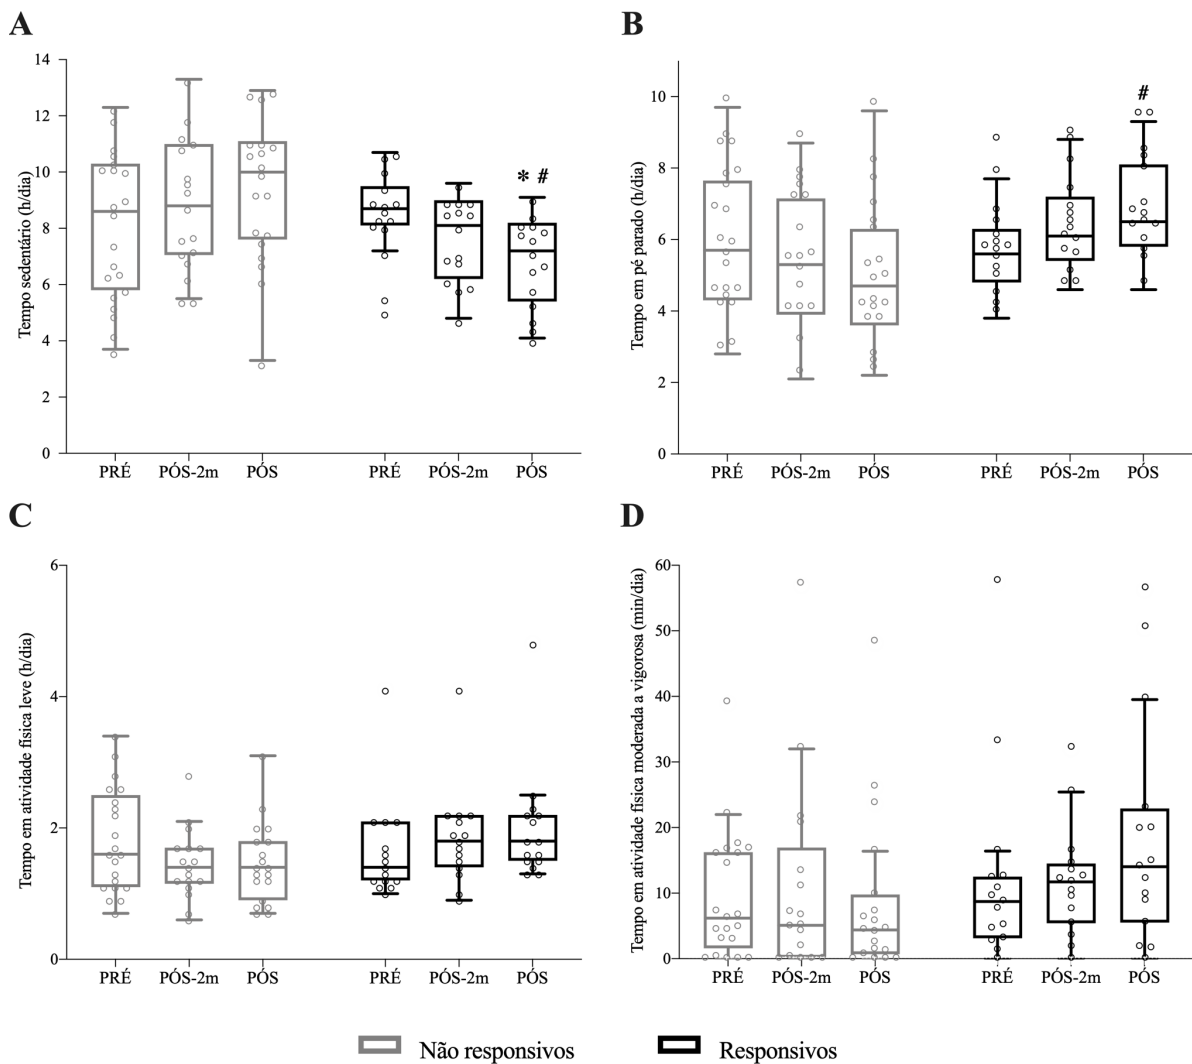 A
Tempo sedentário (h/dia)
14
12
10
8
6
4
2
0
* #
PRÉ PÓS-2m PÓS PRÉ PÓS-2m PÓS
B
Tempo em pé parado (h/dia)
10
8
6
4
2
0
#
PRÉ PÓS-2m PÓS PRÉ PÓS-2m PÓS
C
Tempo em atividade física leve (h/dia)
6
4
2
0
PRÉ PÓS-2m PÓS PRÉ PÓS-2m PÓS
D
Tempo em atividade física moderada a vigorosa (min/dia)
60
50
40
30
20
10
0
PRÉ PÓS-2m PÓS PRÉ PÓS-2m PÓS
Não responsivos Responsivos